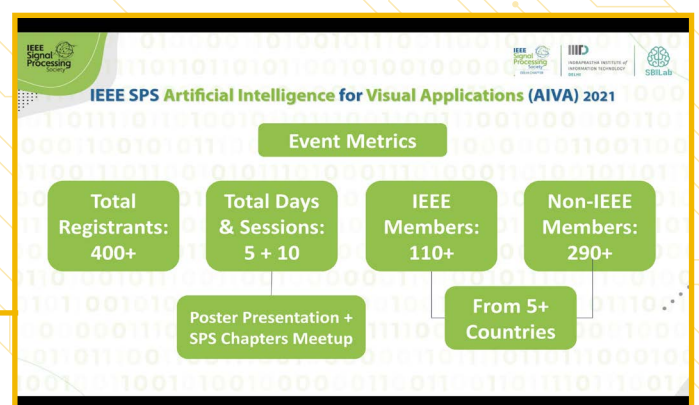 IEEE
Signal
Processing
Society
IEEE
Signal
Processing
Society
INDRAPRASTHA INSTITUTE of
INFORMATION TECHNOLOGY
DELHI
SBILab
IEEE SPS Artificial Intelligence for Visual Applications (AIVA) 2021
Event Metrics
Total
Registrants:
400+
Total Days
& Sessions:
5 + 10
IEEE
Members:
110+
Non-IEEE
Members:
290+
Poster Presentation +
SPS Chapters Meetup
From 5+
Countries